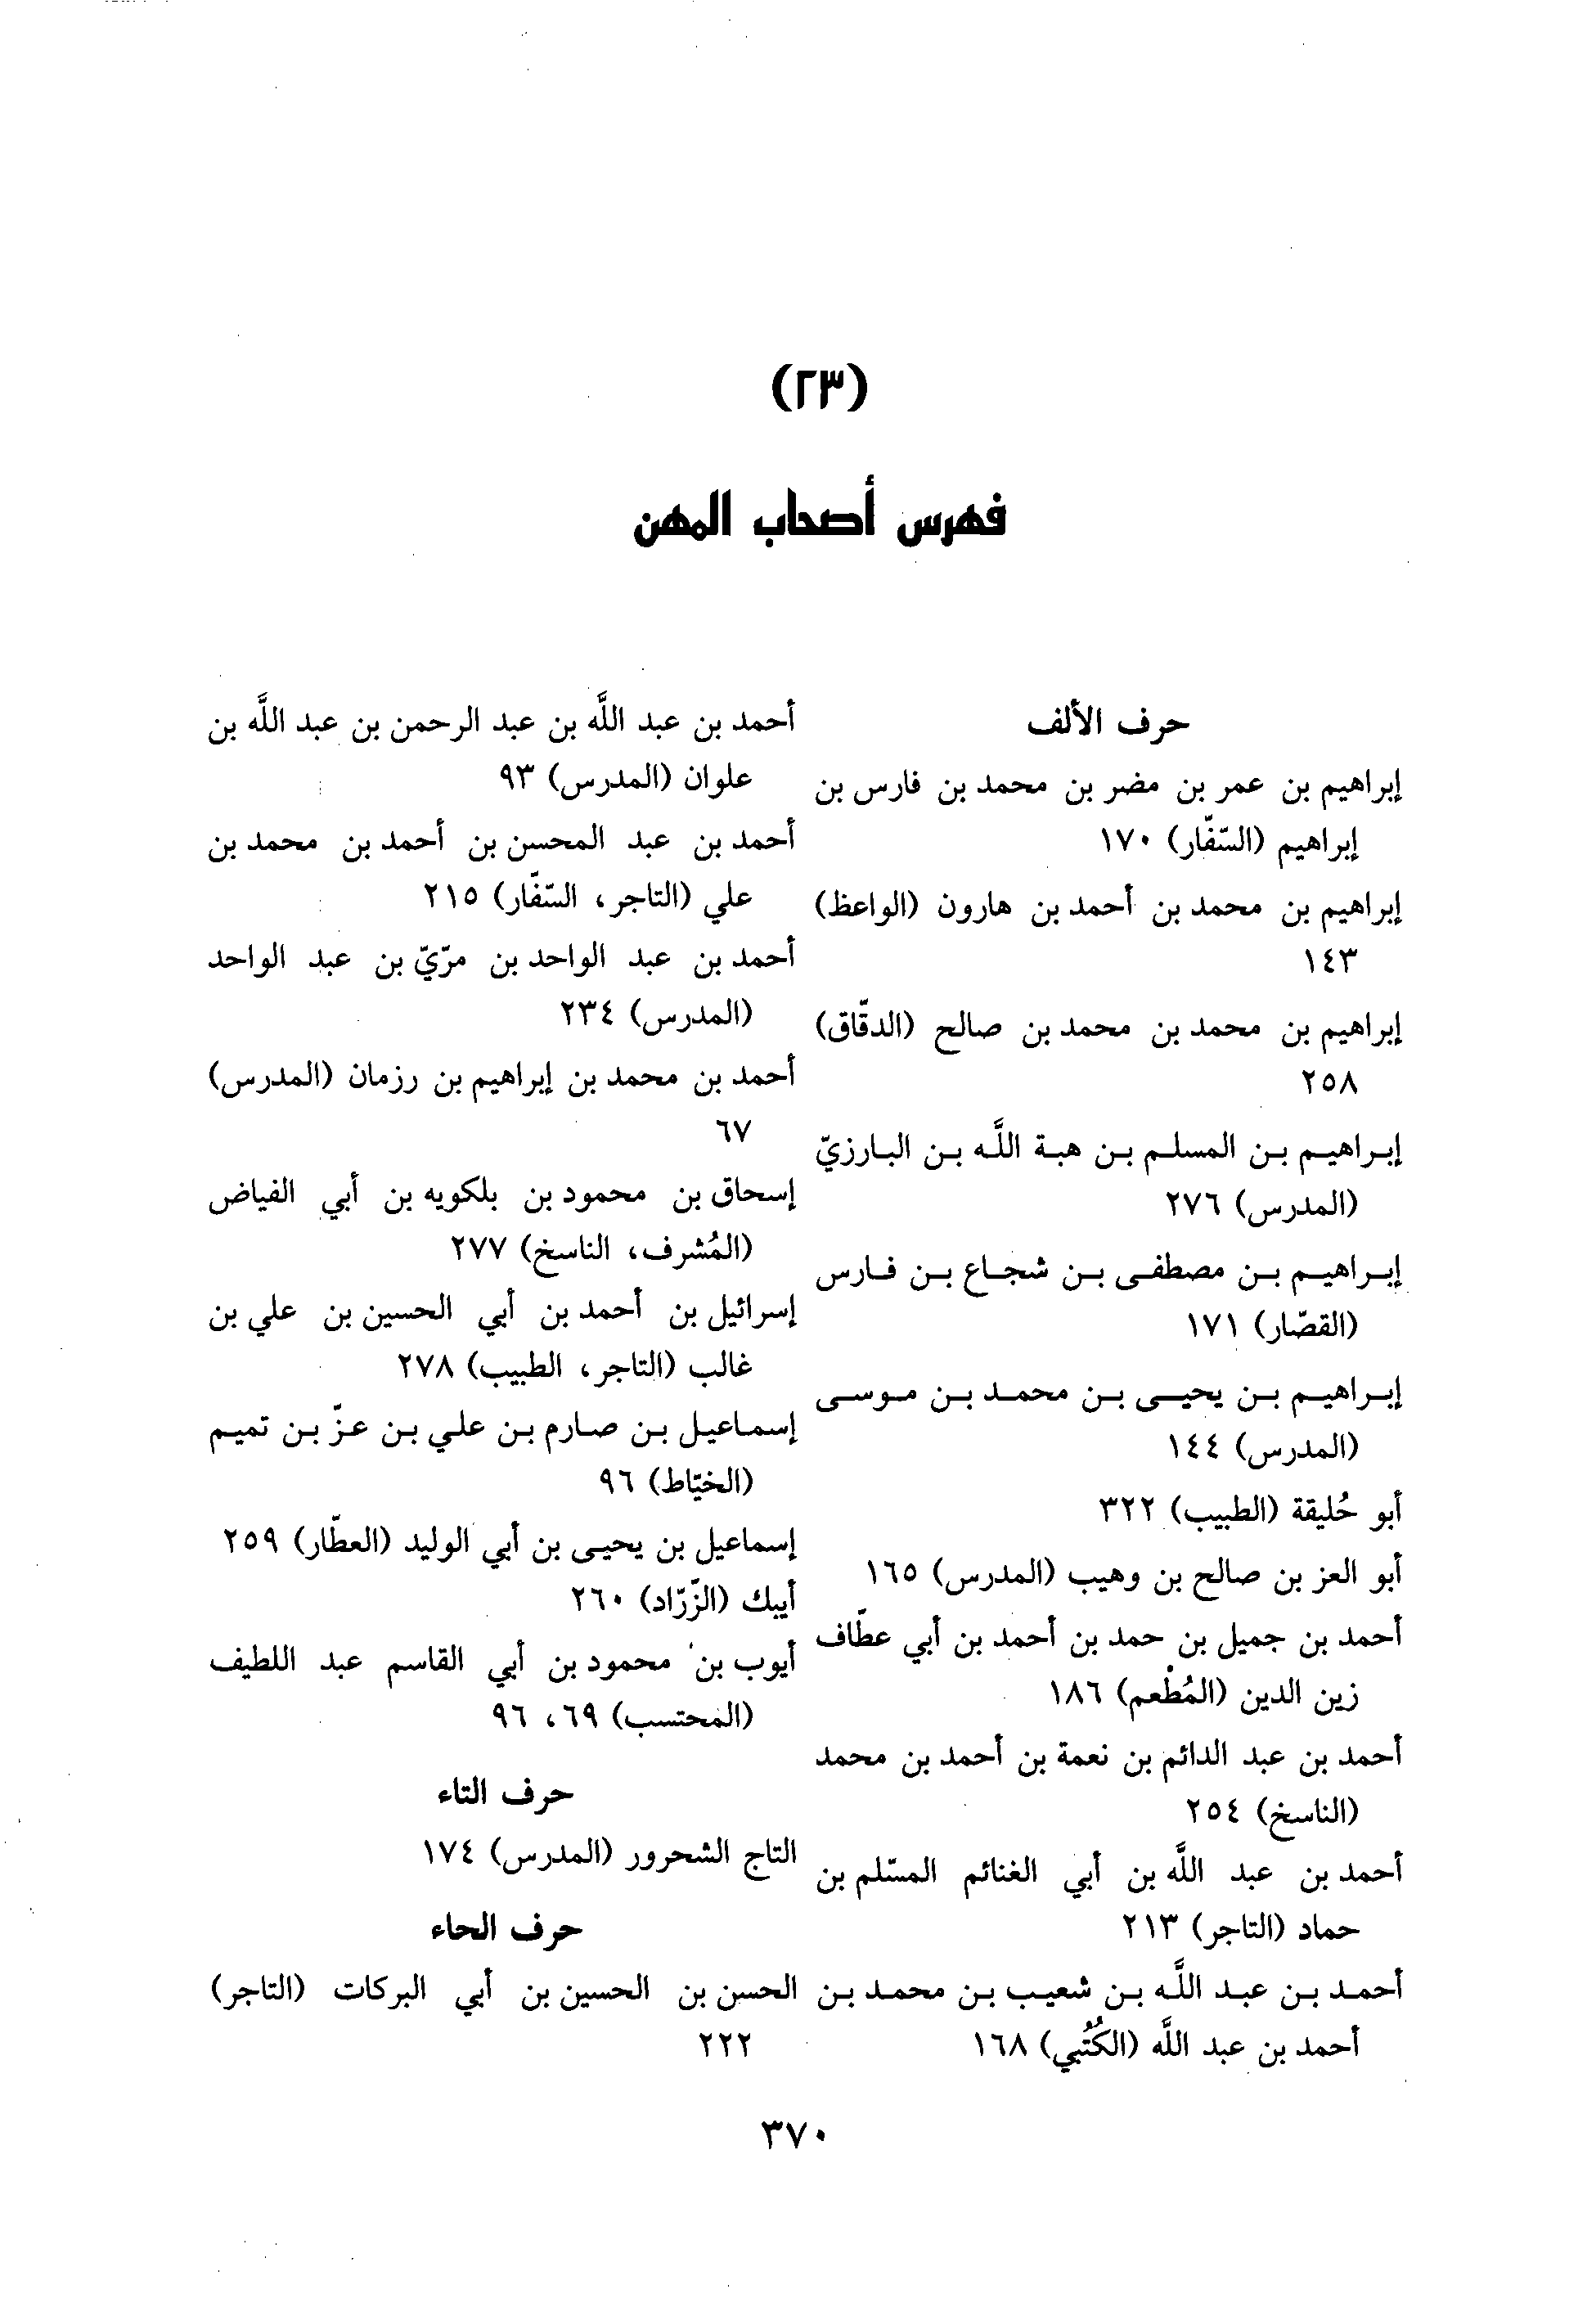 (٢٣)
فهرس أصحاب المهن
حرف الألف
إبراهيم بن عمر بن مضر بن محمد بن فارس بن
إبراهيم (السّفّار) ١٧٠
إبراهيم بن محمد بن أحمد بن هارون (الواعظ)
١٤٣
إبراهيم بن محمد بن محمد بن صالح (الدقّاق)
٢٥٨
إبراهيم بن المسلم بن هبة اللَّه بن البارزيّ
(المدرس) ٢٧٦
إبراهيم بن مصطفى بن شجاع بن فارس
(القصّار) ١٧١
إبراهيم بن يحيى بن محمد بن موسى
(المدرس) ١٤٤
أبو حُليقة (الطبيب) ٣٢٢
أبو العز بن صالح بن وهيب (المدرس) ١٦٥
أحمد بن جميل بن حمد بن أحمد بن أبي عطّاف
زين الدين (المُطْعم) ١٨٦
أحمد بن عبد الدائم بن نعمة بن أحمد بن محمد
(الناسخ) ٢٥٤
أحمد بن عبد اللَّه بن أبي الغنائم المسّلم بن
حماد (التاجر) ٢١٣
أحمد بن عبد اللَّه بن شعيب بن محمد بن
أحمد بن عبد اللَّه (الكُتُبي) ١٦٨
أحمد بن عبد اللَّه بن عبد الرحمن بن عبد اللَّه بن
علوان (المدرس) ٩٣
أحمد بن عبد المحسن بن أحمد بن محمد بن
علي (التاجر، السّفّار) ٢١٥
أحمد بن عبد الواحد بن مرّيّ بن عبد الواحد
(المدرس) ٢٣٤
أحمد بن محمد بن إبراهيم بن رزمان (المدرس)
٦٧
إسحاق بن محمود بن بلكويه بن أبي الفياض
(المُشرف، الناسخ) ٢٧٧
إسرائيل بن أحمد بن أبي الحسين بن علي بن
غالب (التاجر، الطبيب) ٢٧٨
إسماعيل بن صارم بن علي بن عزّ بن تميم
(الخيّاط) ٩٦
إسماعيل بن يحيى بن أبي الوليد (العطّار) ٢٥٩
أيبك (الزّرّاد) ٢٦٠
أيوب بن محمود بن أبي القاسم عبد اللطيف
(المحتسب) ٦٩، ٩٦
حرف التاء
التاج الشحرور (المدرس) ١٧٤
حرف الحاء
الحسن بن الحسين بن أبي البركات (التاجر)
٢٢٢
٣٧٠